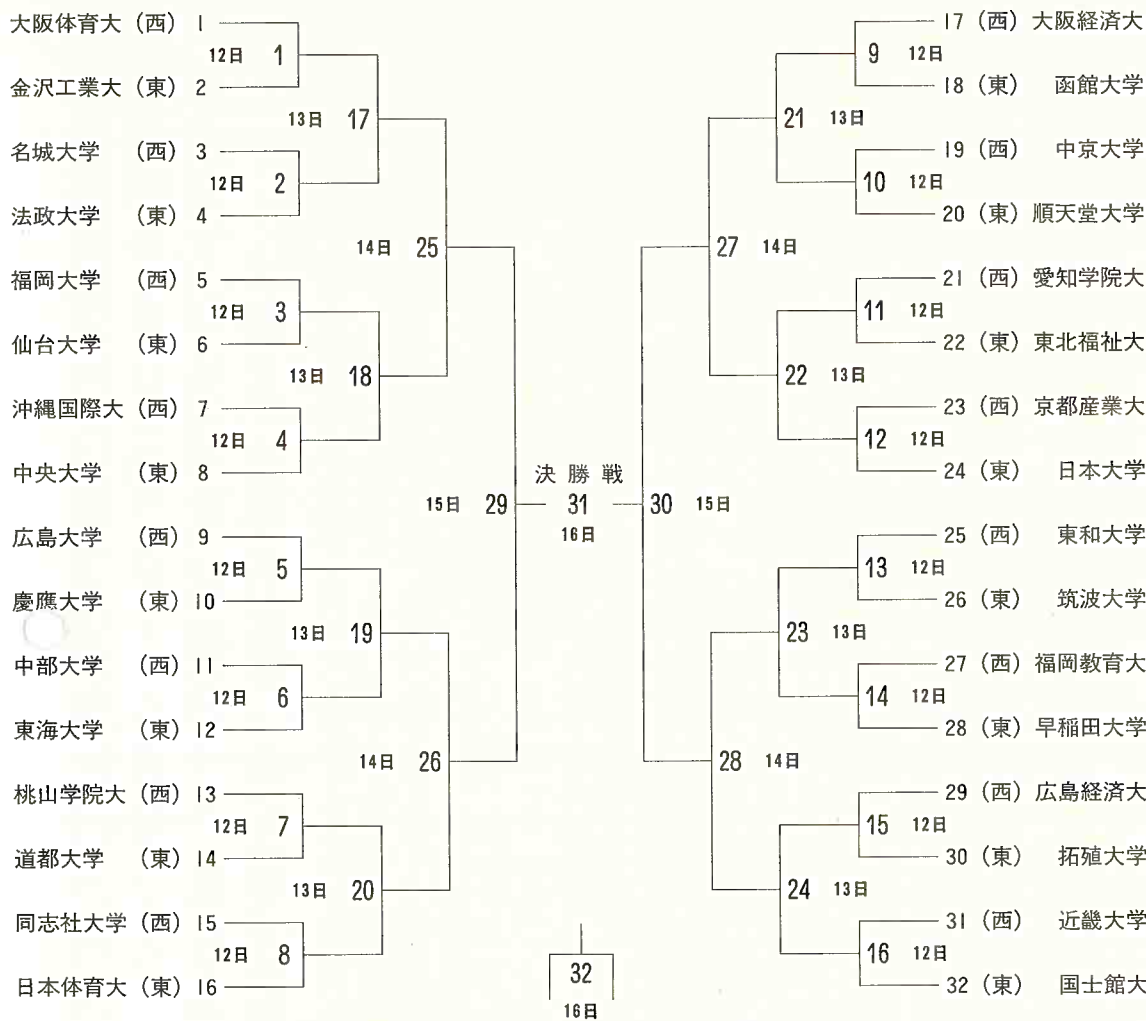 大阪体育大 (西) 1
12日 1
金沢工業大 (東) 2
13日 17
名城大学 (西) 3
12日 2
法政大学 (東) 4
14日 25
福岡大学 (西) 5
12日 3
仙台大学 (東) 6
13日 18
沖縄国際大 (西) 7
12日 4
中央大学 (東) 8
15日 29
広島大学 (西) 9
12日 5
慶應大学 (東) 10
13日 19
中部大学 (西) 11
12日 6
東海大学 (東) 12
14日 26
桃山学院大 (西) 13
12日 7
道都大学 (東) 14
13日 20
同志社大学 (西) 15
12日 8
日本体育大 (東) 16
決勝戦
31
16日
32
16日
17 (西) 大阪経済大
9 12日
18 (東) 函館大学
21 13日
19 (西) 中京大学
10 12日
20 (東) 順天堂大学
27 14日
21 (西) 愛知学院大
11 12日
22 (東) 東北福祉大
22 13日
23 (西) 京都産業大
12 12日
24 (東) 日本大学
30 15日
25 (西) 東和大学
13 12日
26 (東) 筑波大学
23 13日
27 (西) 福岡教育大
14 12日
28 (東) 早稲田大学
28 14日
29 (西) 広島経済大
15 12日
30 (東) 拓殖大学
24 13日
31 (西) 近畿大学
16 12日
32 (東) 国士館大